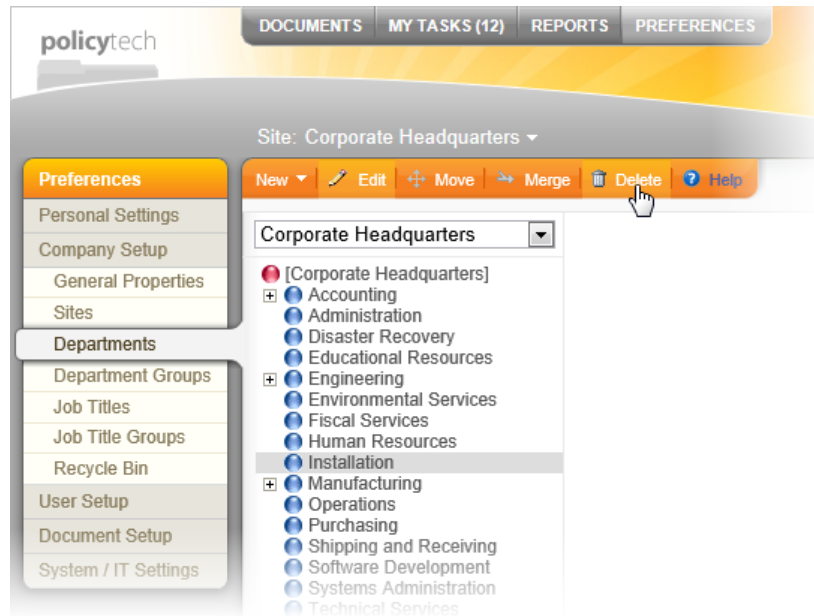 policytech
DOCUMENTS MY TASKS (12) REPORTS PREFERENCES
Site: Corporate Headquarters
Preferences
Personal Settings
Company Setup
General Properties
Sites
Departments
Department Groups
Job Titles
Job Title Groups
Recycle Bin
User Setup
Document Setup
System / IT Settings
New Edit Move Merge Delete Help
Corporate Headquarters
[Corporate Headquarters]
Accounting
Administration
Disaster Recovery
Educational Resources
Engineering
Environmental Services
Fiscal Services
Human Resources
Installation
Manufacturing
Operations
Purchasing
Shipping and Receiving
Software Development
Systems Administration
Technical Services